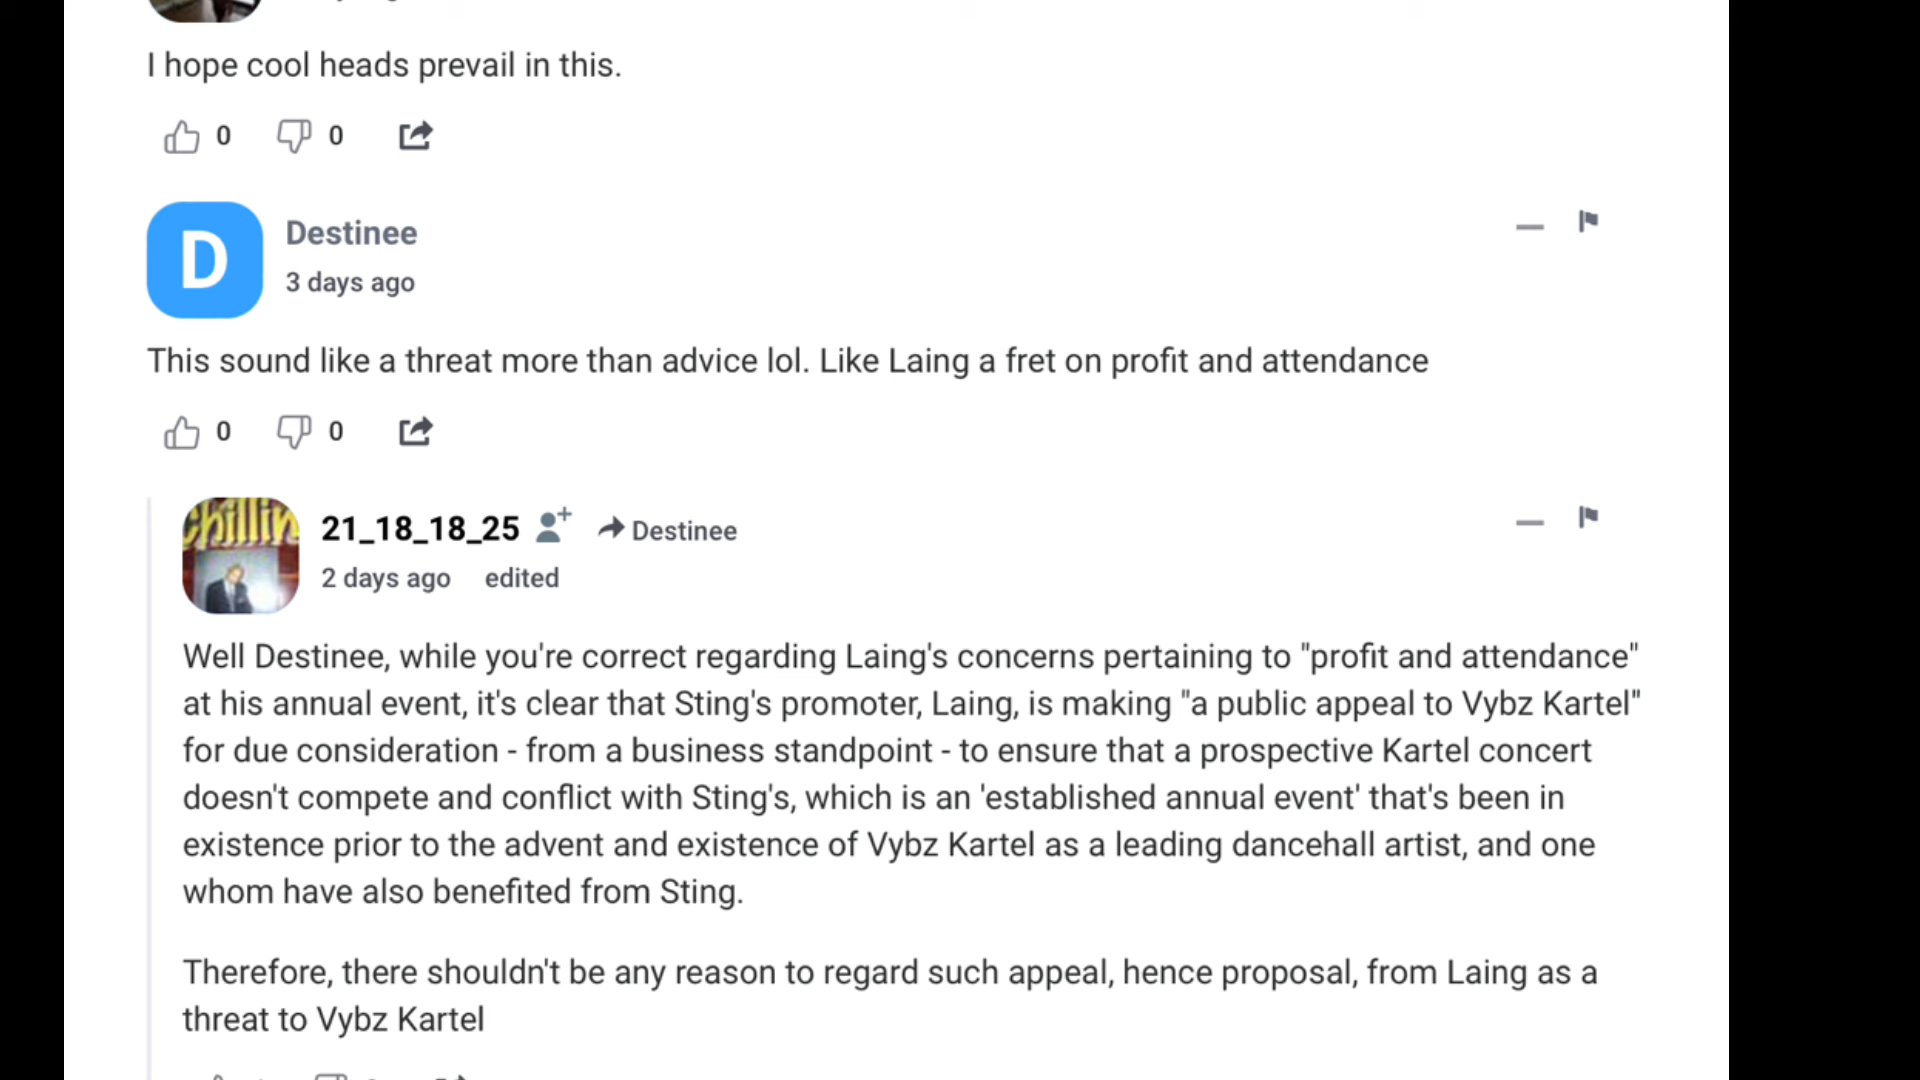 I hope cool heads prevail in this.
0 0
D
Destinee
3 days ago
This sound like a threat more than advice lol. Like Laing a fret on profit and attendance
0 0
chillin
21_18_18_25 Destinee
2 days ago edited
Well Destinee, while you're correct regarding Laing's concerns pertaining to "profit and attendance"
at his annual event, it's clear that Sting's promoter, Laing, is making "a public appeal to Vybz Kartel"
for due consideration - from a business standpoint - to ensure that a prospective Kartel concert
doesn't compete and conflict with Sting's, which is an 'established annual event' that's been in
existence prior to the advent and existence of Vybz Kartel as a leading dancehall artist, and one
whom have also benefited from Sting.
Therefore, there shouldn't be any reason to regard such appeal, hence proposal, from Laing as a
threat to Vybz Kartel